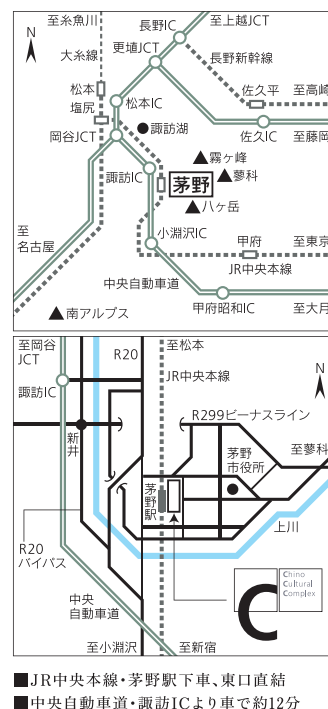 至糸魚川
至上越JCT
長野IC
N
更埴JCT
大糸線
長野新幹線
松本
佐久平
至高崎
塩尻
松本IC
岡谷JCT
諏訪湖
佐久IC
至藤岡
霧ヶ峰
諏訪IC
茅野
蓼科
八ヶ岳
至
名古屋
小淵沢IC
甲府
至東京
JR中央本線
中央自動車道
南アルプス
甲府昭和IC
至大月
至岡谷
JCT
R20
至松本
JR中央本線
N
諏訪IC
R299ビーナスライン
新井
茅野
市役所
至蓼科
茅野駅
上川
R20
バイパス
Chino
Cultural
Complex
C
中央
自動車道
至小淵沢
至新宿
■JR中央本線・茅野駅下車、東口直結
■中央自動車道・諏訪ICより車で約12分